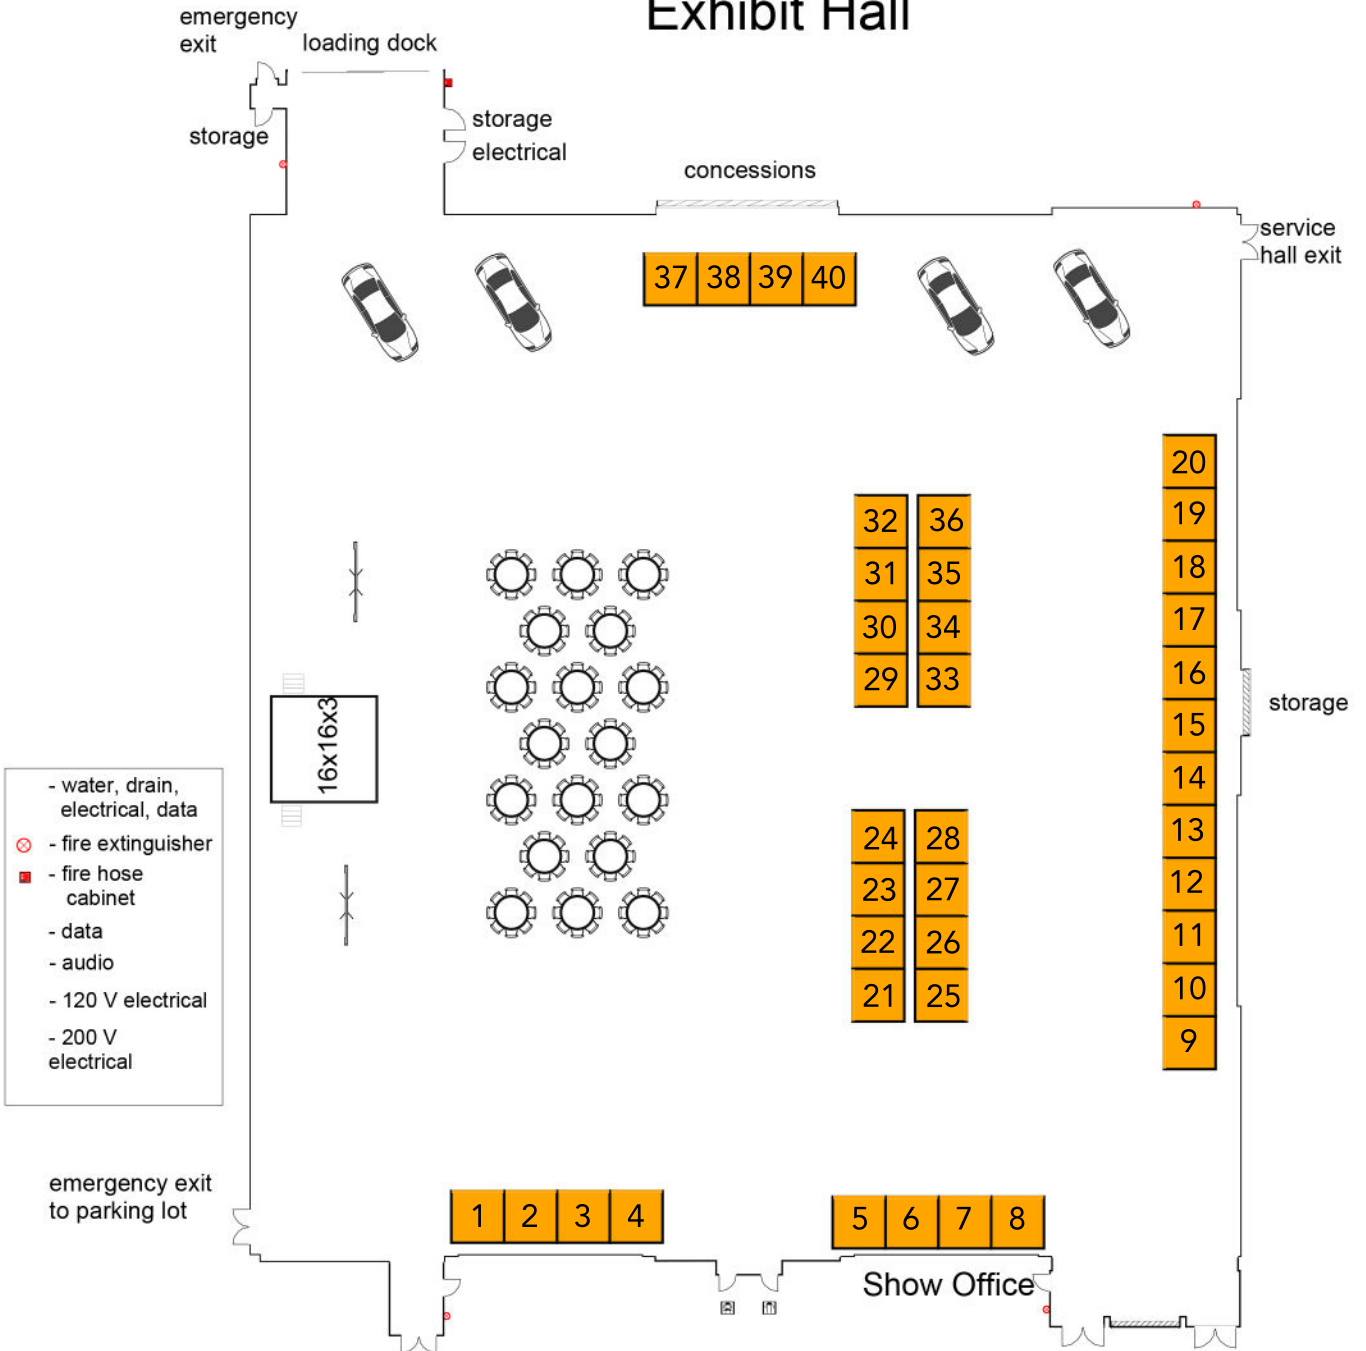 Exhibit Hall
emergency
exit
loading dock
storage
storage
electrical
concessions
service
hall exit
37 38 39 40
20
19
18
17
16
15
14
13
12
11
10
9
32 36
31 35
30 34
29 33
24 28
23 27
22 26
21 25
storage
16x16x3
- water, drain,
electrical, data
- fire extinguisher
- fire hose
cabinet
- data
- audio
- 120 V electrical
- 200 V
electrical
emergency exit
to parking lot
1 2 3 4
5 6 7 8
Show Office